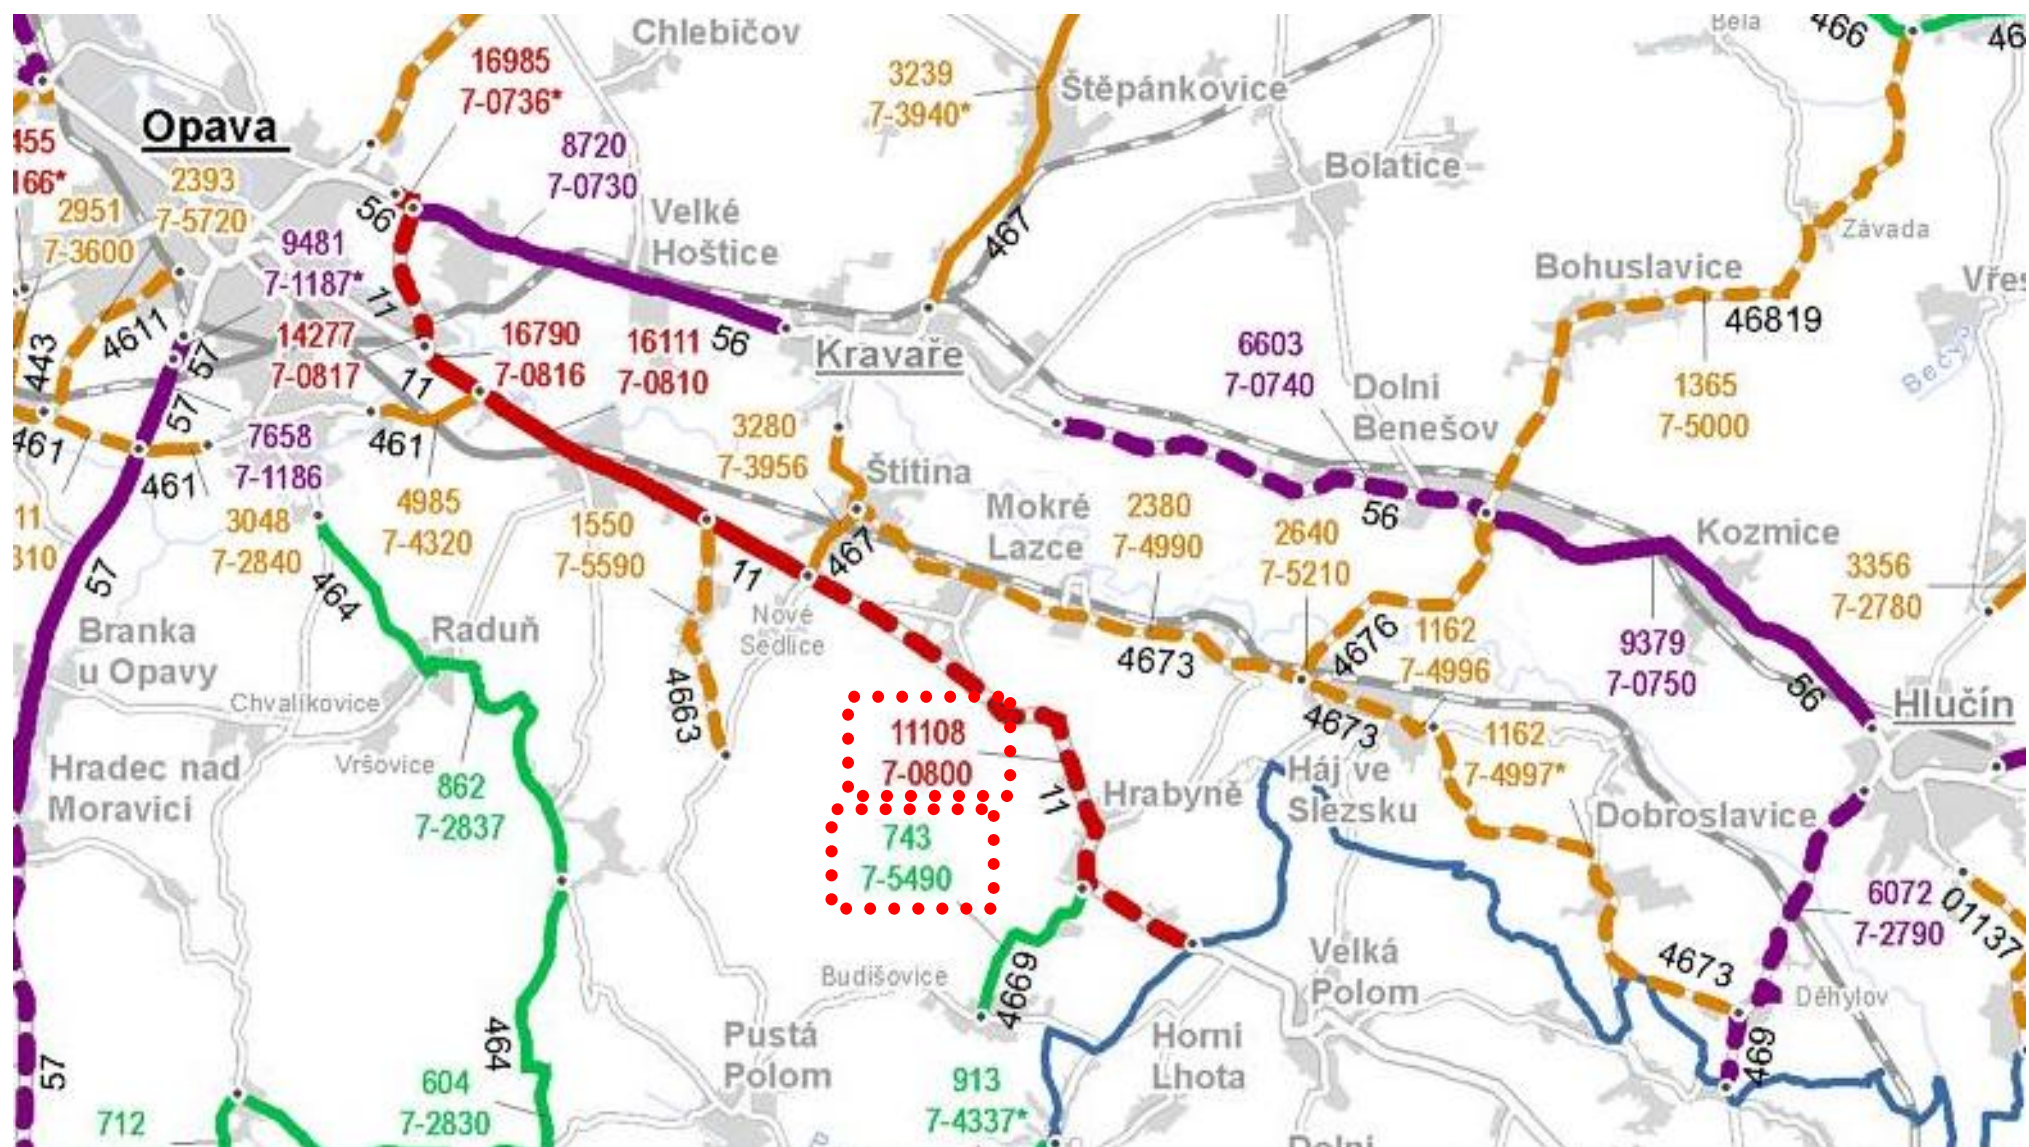 Chlebičov
16985
7-0736*
3239
7-3940*
Štěpánkovice
Bělá
466
46
Opava
455
166*
2393
7-5720
2951
7-3600
56
8720
7-0730
Velké
Hoštice
467
Bolatice
Závada
Bohuslavice
Vřes
46819
1365
7-5000
9481
7-1187*
11
4611
443
57
14277
7-0817
11
16790
7-0816
16111
7-0810
56
Kravaře
6603
7-0740
Dolni
Benešov
461
57
461
7658
7-1186
461
4985
7-4320
3280
7-3956
Štítina
467
Mokré
Lazce
2380
7-4990
2640
7-5210
56
Kozmice
3356
7-2780
11
310
3048
7-2840
1550
7-5590
57
464
11
Nové
Sedlice
Branka
u Opavy
Raduň
4663
4673
4676
1162
7-4996
9379
7-0750
56
Hlučín
Chvalíkovice
Vršovice
862
7-2837
11108
7-0800
11
Hrabyně
4673
1162
7-4997*
Háj ve
Slezsku
Dobroslavice
Hradec nad
Moravicí
743
7-5490
6072
7-2790
01137
4673
Děhylov
469
Budišovice
4669
Velká
Polom
Pustá
Polom
Horni
Lhota
57
464
604
7-2830
712
913
7-4337*
Dolni